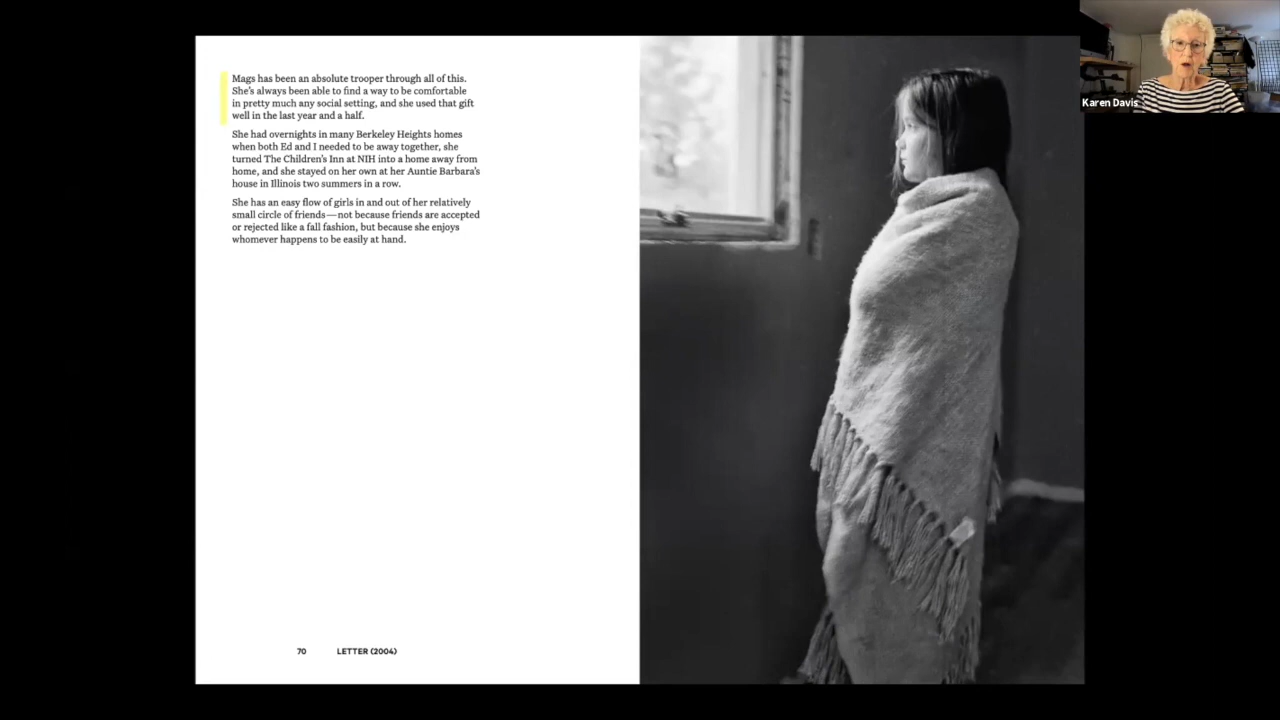 Mags has been an absolute trooper through all of this.
She's always been able to find a way to be comfortable
in pretty much any social setting, and she used that gift
well in the last year and a half.
She had overnights in many Berkeley Heights homes
when both Ed and I needed to be away together, she
turned The Children's Inn at NIH into a home away from
home, and she stayed on her own at her Auntie Barbara's
house in Illinois two summers in a row.
She has an easy flow of girls in and out of her relatively
small circle of friends—not because friends are accepted
or rejected like a fall fashion, but because she enjoys
whomever happens to be easily at hand.
70 LETTER (2004)
Karen Davis